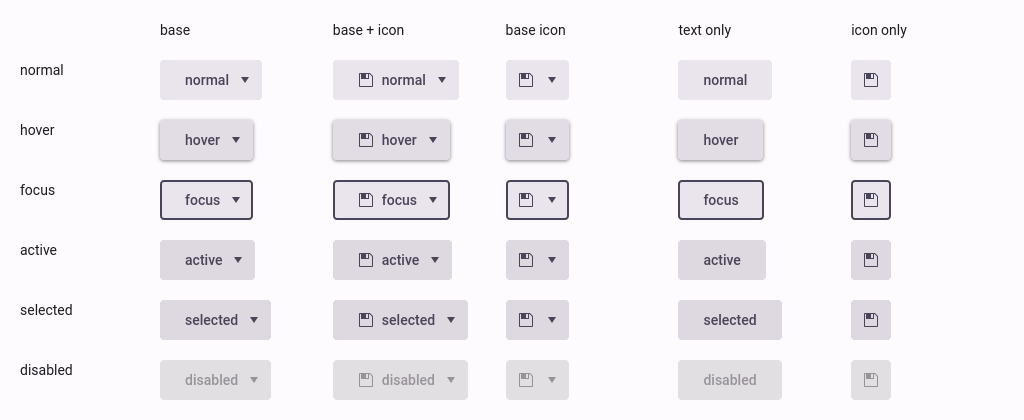 base base + icon base icon text only icon only
normal normal normal normal
hover hover hover hover
focus focus focus focus
active active active active
selected selected selected selected
disabled disabled disabled disabled